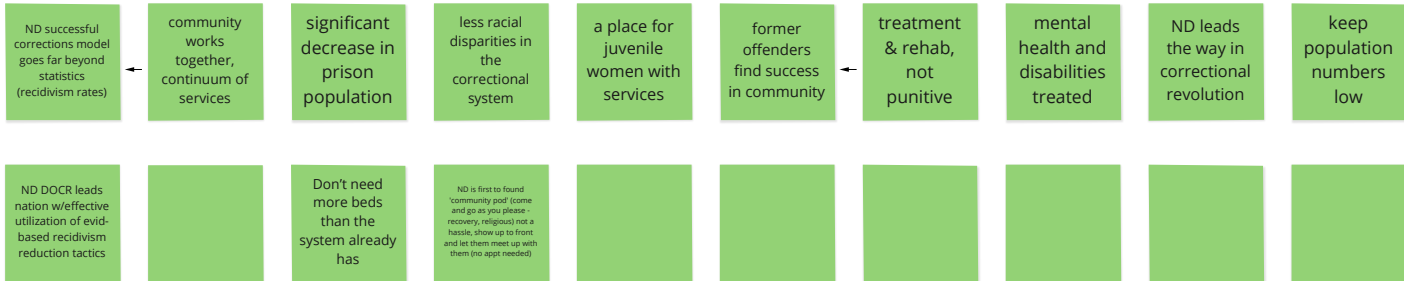 ND successful
corrections model
goes far beyond
statistics
(recidivism rates)
community
works
together,
continuum of
services
significant
decrease in
prison
population
less racial
disparities in
the
correctional
system
a place for
juvenile
women with
services
former
offenders
find success
in community
treatment
& rehab,
not
punitive
mental
health and
disabilities
treated
ND leads
the way in
correctional
revolution
keep
population
numbers
low
ND DOCR leads
nation w/effective
utilization of evid-
based recidivism
reduction tactics
Don’t need
more beds
than the
system already
has
ND is first to found
'community pod' (come
and go as you please -
recovery, religious) not a
hassle, show up to front
and let them meet up with
them (no appt needed)